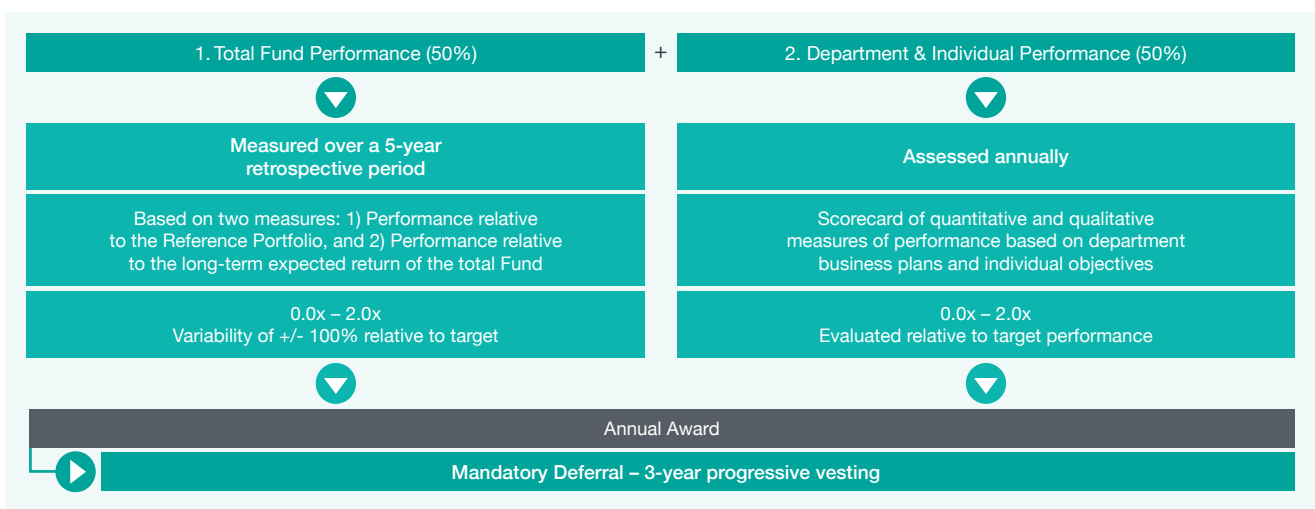 1. Total Fund Performance (50%)
+
2. Department & Individual Performance (50%)
Measured over a 5-year
retrospective period
Assessed annually
Based on two measures: 1) Performance relative
to the Reference Portfolio, and 2) Performance relative
to the long-term expected return of the total Fund
Scorecard of quantitative and qualitative
measures of performance based on department
business plans and individual objectives
0.0x – 2.0x
Variability of +/- 100% relative to target
0.0x – 2.0x
Evaluated relative to target performance
Annual Award
Mandatory Deferral – 3-year progressive vesting